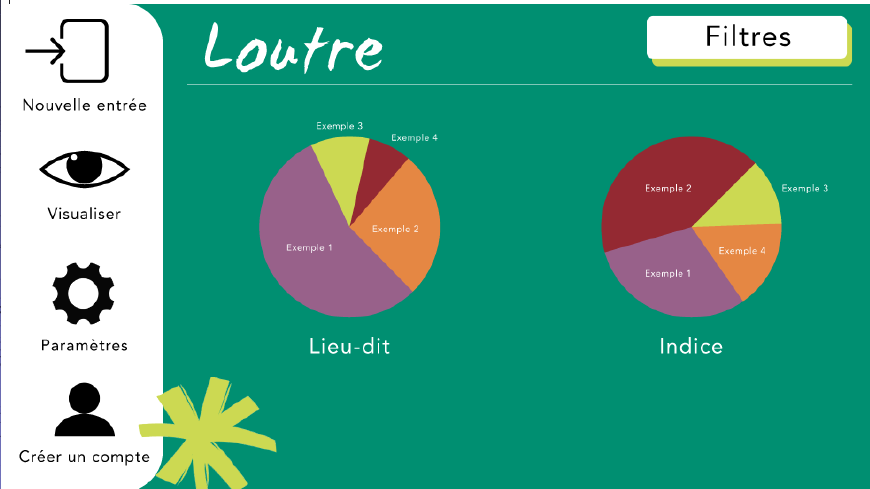 Nouvelle entrée
Visualiser
Paramètres
Créer un compte
Loutre
Filtres
Exemple 3
Exemple 4
Exemple 2
Exemple 1
Lieu-dit
Exemple 2
Exemple 3
Exemple 4
Exemple 1
Indice